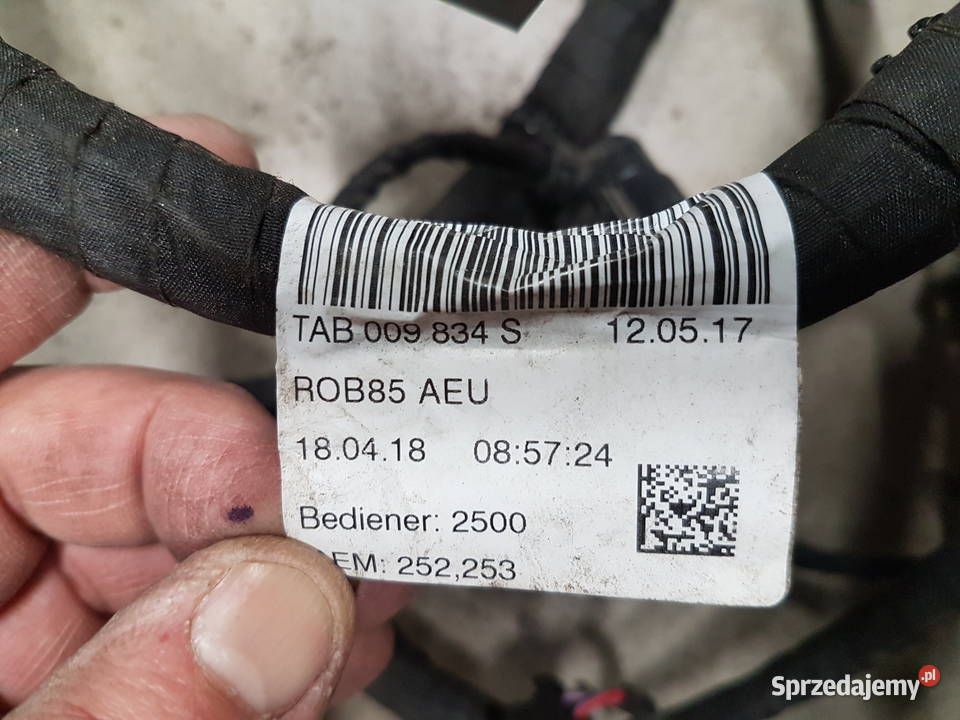 TAB 009 834 S 12.05.17
ROB85 AEU
18.04.18 08:57:24
Bediener: 2500
EM: 252,253
Sprzedajemy.pl